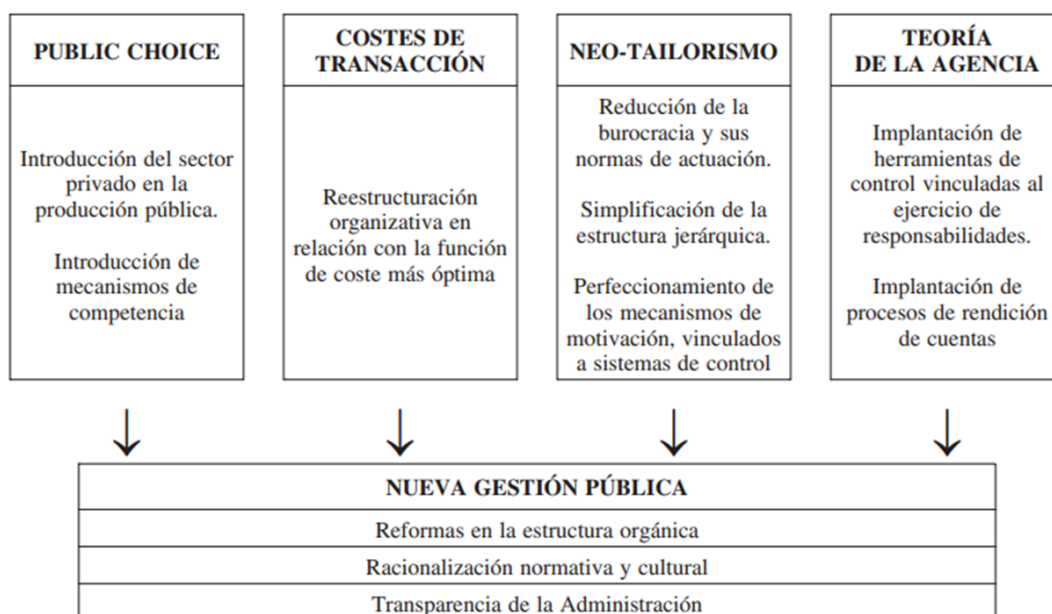 PUBLIC CHOICE
Introducción del sector
privado en la
producción pública.
Introducción de
mecanismos de
competencia
COSTES DE
TRANSACCIÓN
Reestructuración
organizativa en
relación con la función
de coste más óptima
NEO-TAILORISMO
Reducción de la
burocracia y sus
normas de actuación.
Simplificación de la
estructura jerárquica.
Perfeccionamiento de
los mecanismos de
motivación, vinculados
a sistemas de control
TEORÍA
DE LA AGENCIA
Implantación de
herramientas de
control vinculadas al
ejercicio de
responsabilidades.
Implantación de
procesos de rendición
de cuentas
NUEVA GESTIÓN PÚBLICA
Reformas en la estructura orgánica
Racionalización normativa y cultural
Transparencia de la Administración